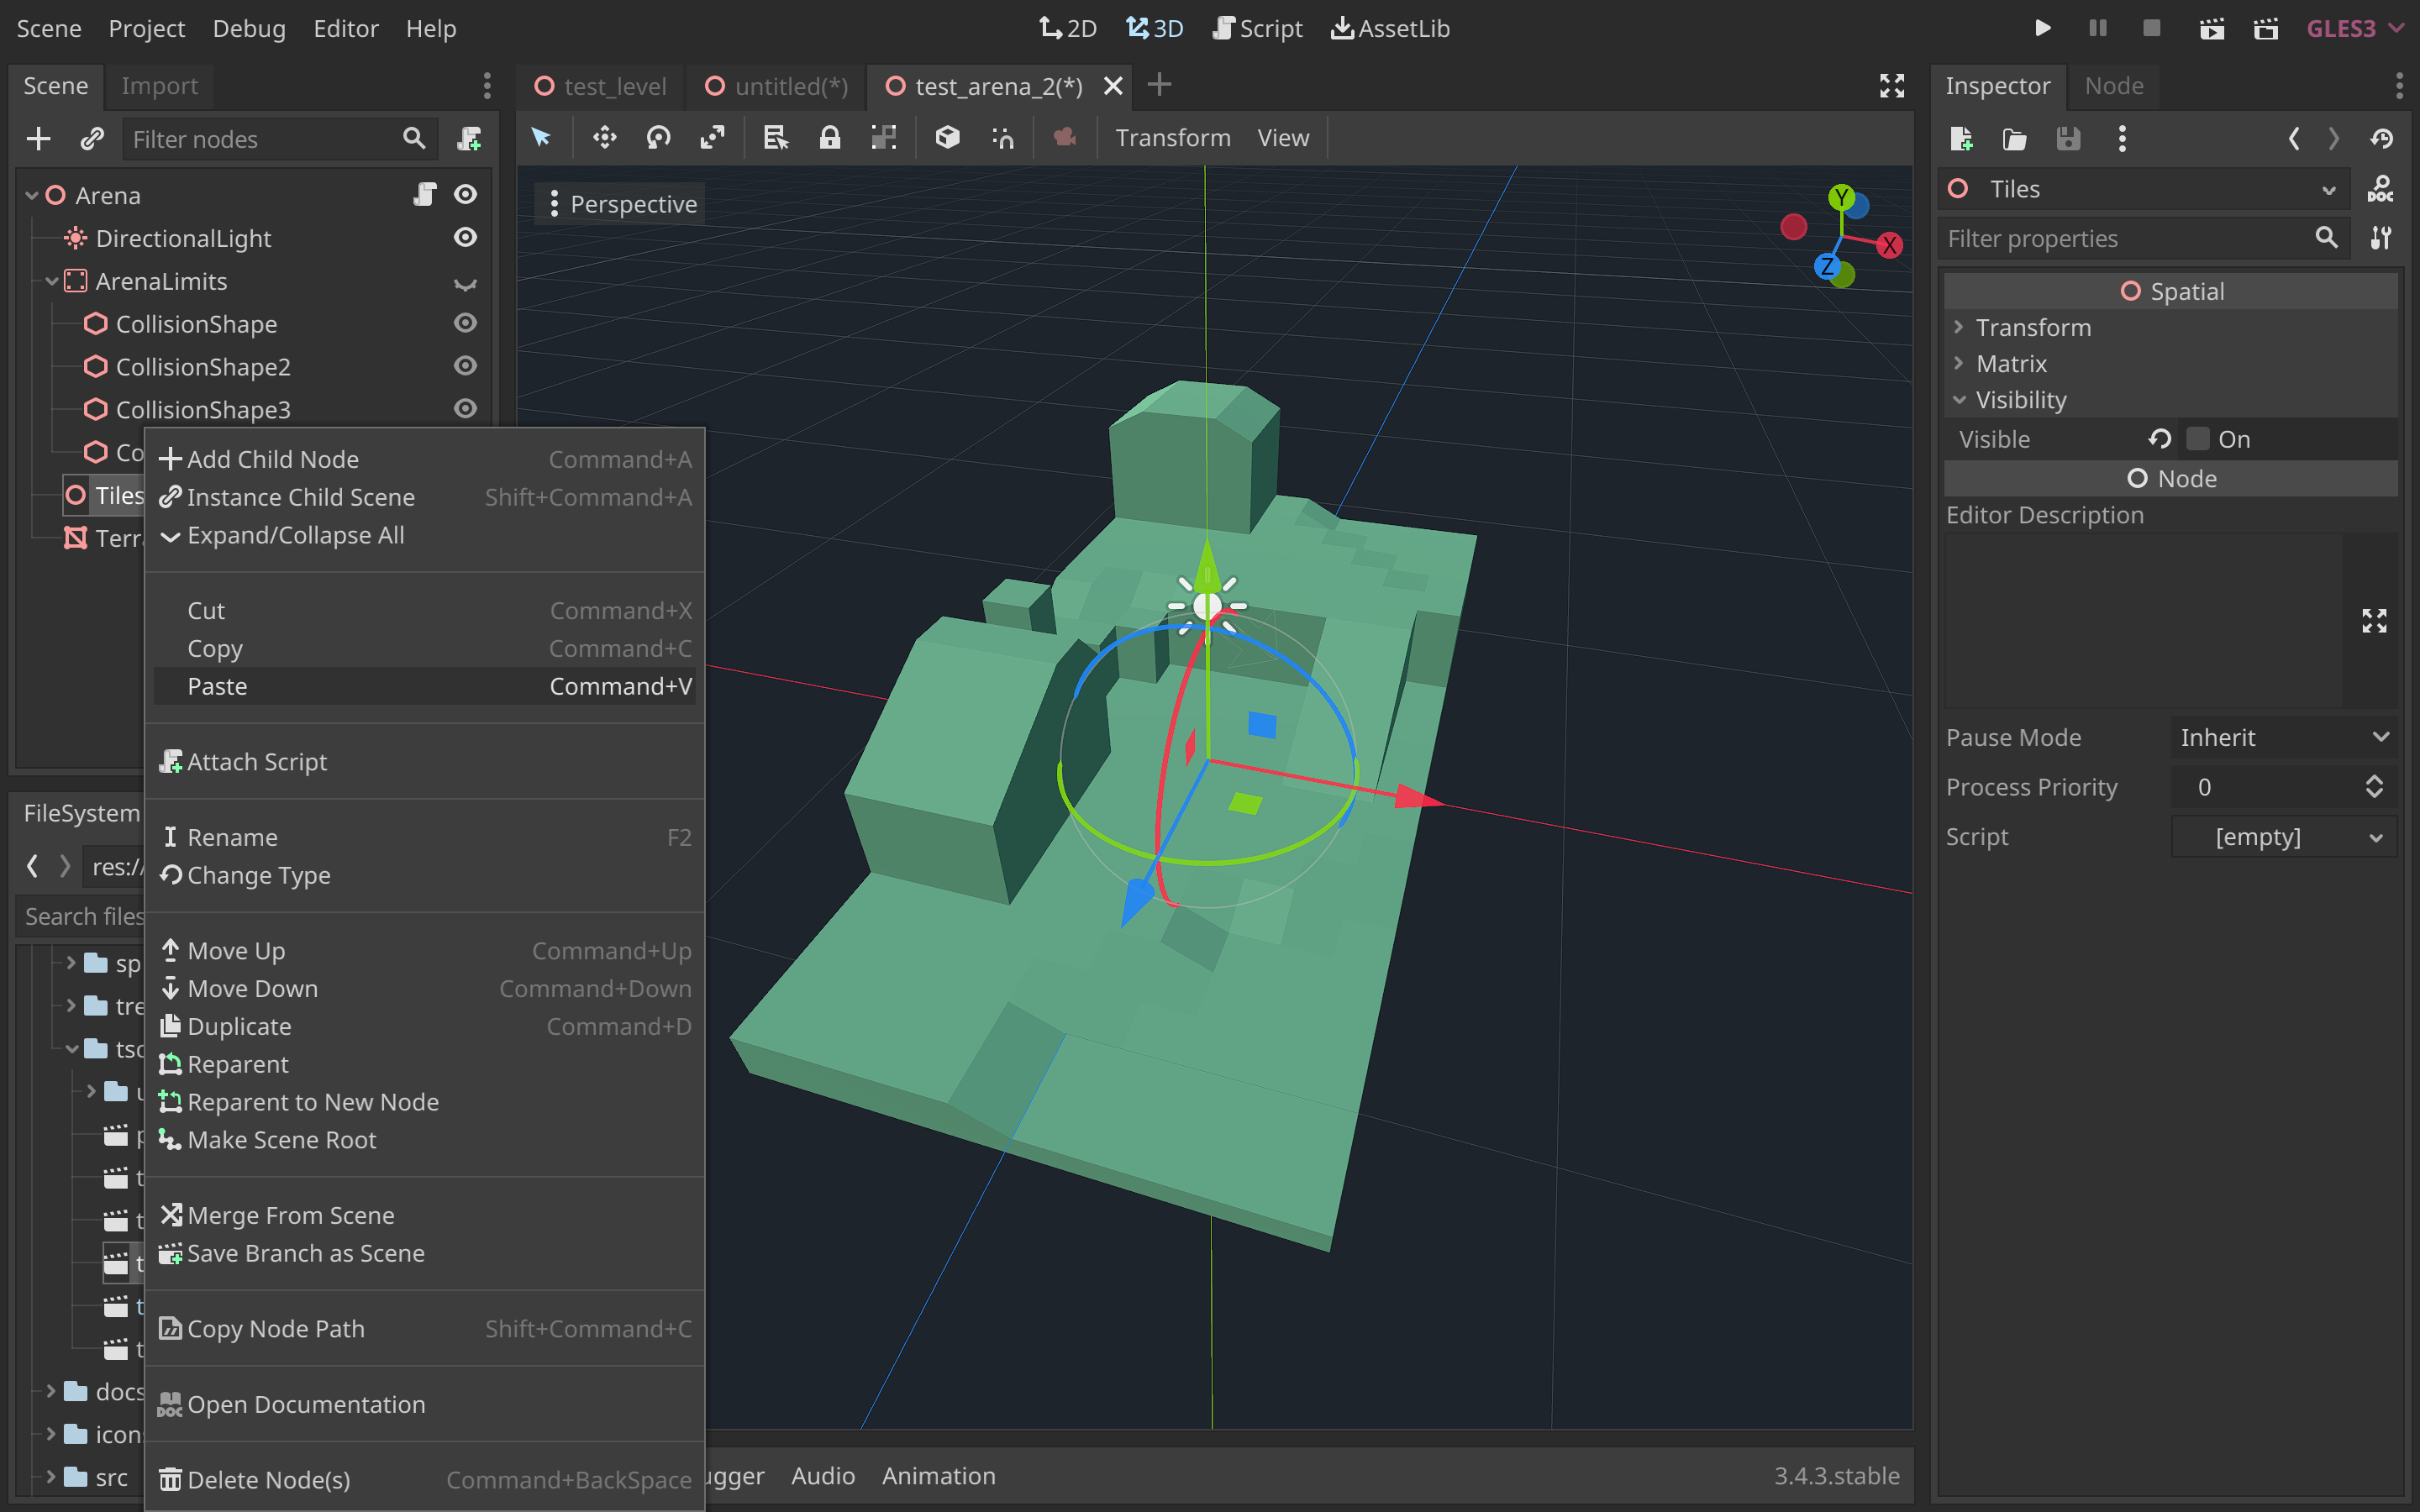 Scene Project Debug Editor Help
2D 3D Script AssetLib
GLES3
Scene Import
test_level untitled(*) test_arena_2(*)
Inspector Node
Filter nodes
Transform View
Arena
DirectionalLight
ArenaLimits
CollisionShape
CollisionShape2
CollisionShape3
Co
Tiles
Terr
Add Child Node Command+A
Instance Child Scene Shift+Command+A
Expand/Collapse All
Cut Command+X
Copy Command+C
Paste Command+V
Attach Script
Rename F2
Change Type
Move Up Command+Up
Move Down Command+Down
Duplicate Command+D
Reparent
Reparent to New Node
Make Scene Root
Merge From Scene
Save Branch as Scene
Copy Node Path Shift+Command+C
Open Documentation
Delete Node(s) Command+BackSpace
FileSystem
res://
Search files
sp
tre
tsc
docs
icon
src
Perspective
Y
X
Z
ugger Audio Animation
3.4.3.stable
Tiles
DOC
Filter properties
Spatial
Transform
Matrix
Visibility
Visible On
Node
Editor Description
Pause Mode Inherit
Process Priority 0
Script [empty]